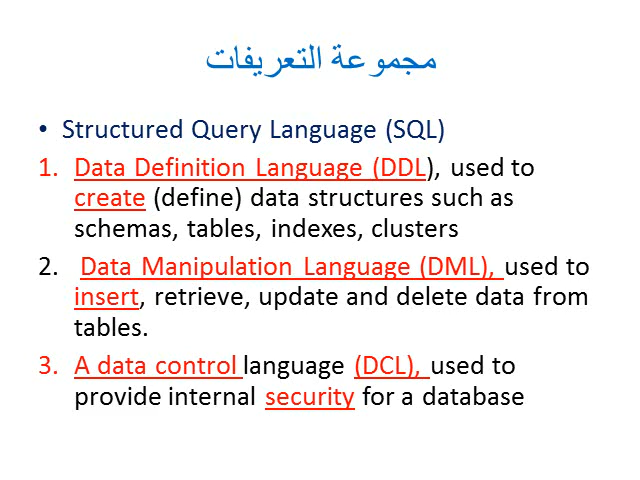 مجموعة التعريفات
• Structured Query Language (SQL)
1. Data Definition Language (DDL), used to
create (define) data structures such as
schemas, tables, indexes, clusters
2. Data Manipulation Language (DML), used to
insert, retrieve, update and delete data from
tables.
3. A data control language (DCL), used to
provide internal security for a database